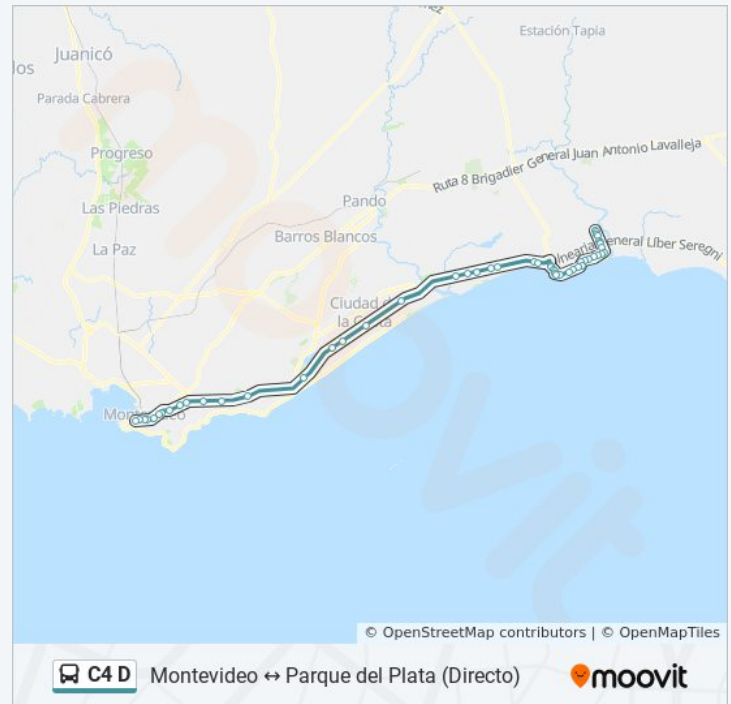 Estación Tapia
Juanicó
los
Parada Cabrera
Progreso
Ruta 8 Brigadier General Juan Antonio Lavalleja
Las Piedras
Pando
Barros Blancos
La Paz
General Líber Seregni
Ciudad de
la Costa
Montevideo
moovit
© OpenStreetMap contributors | © OpenMapTiles
C4 D Montevideo ↔ Parque del Plata (Directo) moovit